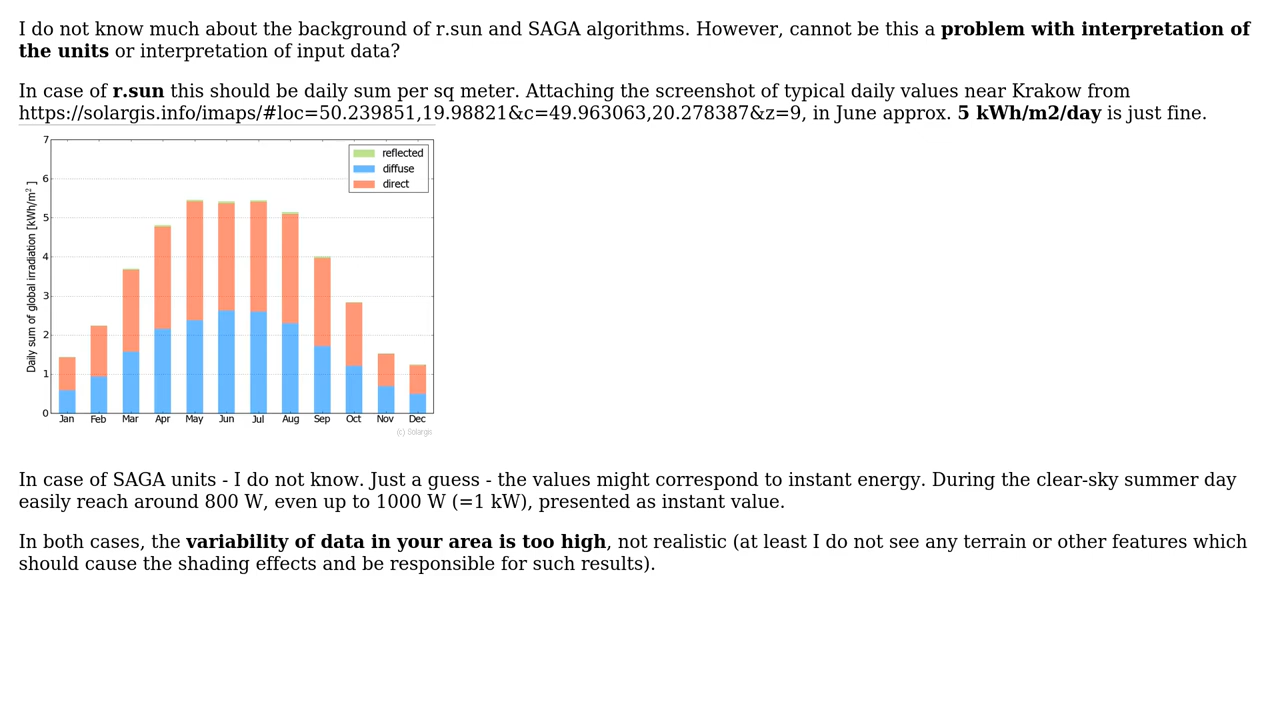 I do not know much about the background of r.sun and SAGA algorithms. However, cannot be this a problem with interpretation of
the units or interpretation of input data?
In case of r.sun this should be daily sum per sq meter. Attaching the screenshot of typical daily values near Krakow from
https://solargis.info/imaps/#loc=50.239851,19.98821&c=49.963063,20.278387&z=9, in June approx. 5 kWh/m2/day is just fine.
Daily sum of global irradiation [kWh/m2 ]
7
6
5
4
3
2
1
0
reflected
diffuse
direct
Jan Feb Mar Apr May Jun Jul Aug Sep Oct Nov Dec
(c) Solargis
In case of SAGA units - I do not know. Just a guess - the values might correspond to instant energy. During the clear-sky summer day
easily reach around 800 W, even up to 1000 W (=1 kW), presented as instant value.
In both cases, the variability of data in your area is too high, not realistic (at least I do not see any terrain or other features which
should cause the shading effects and be responsible for such results).